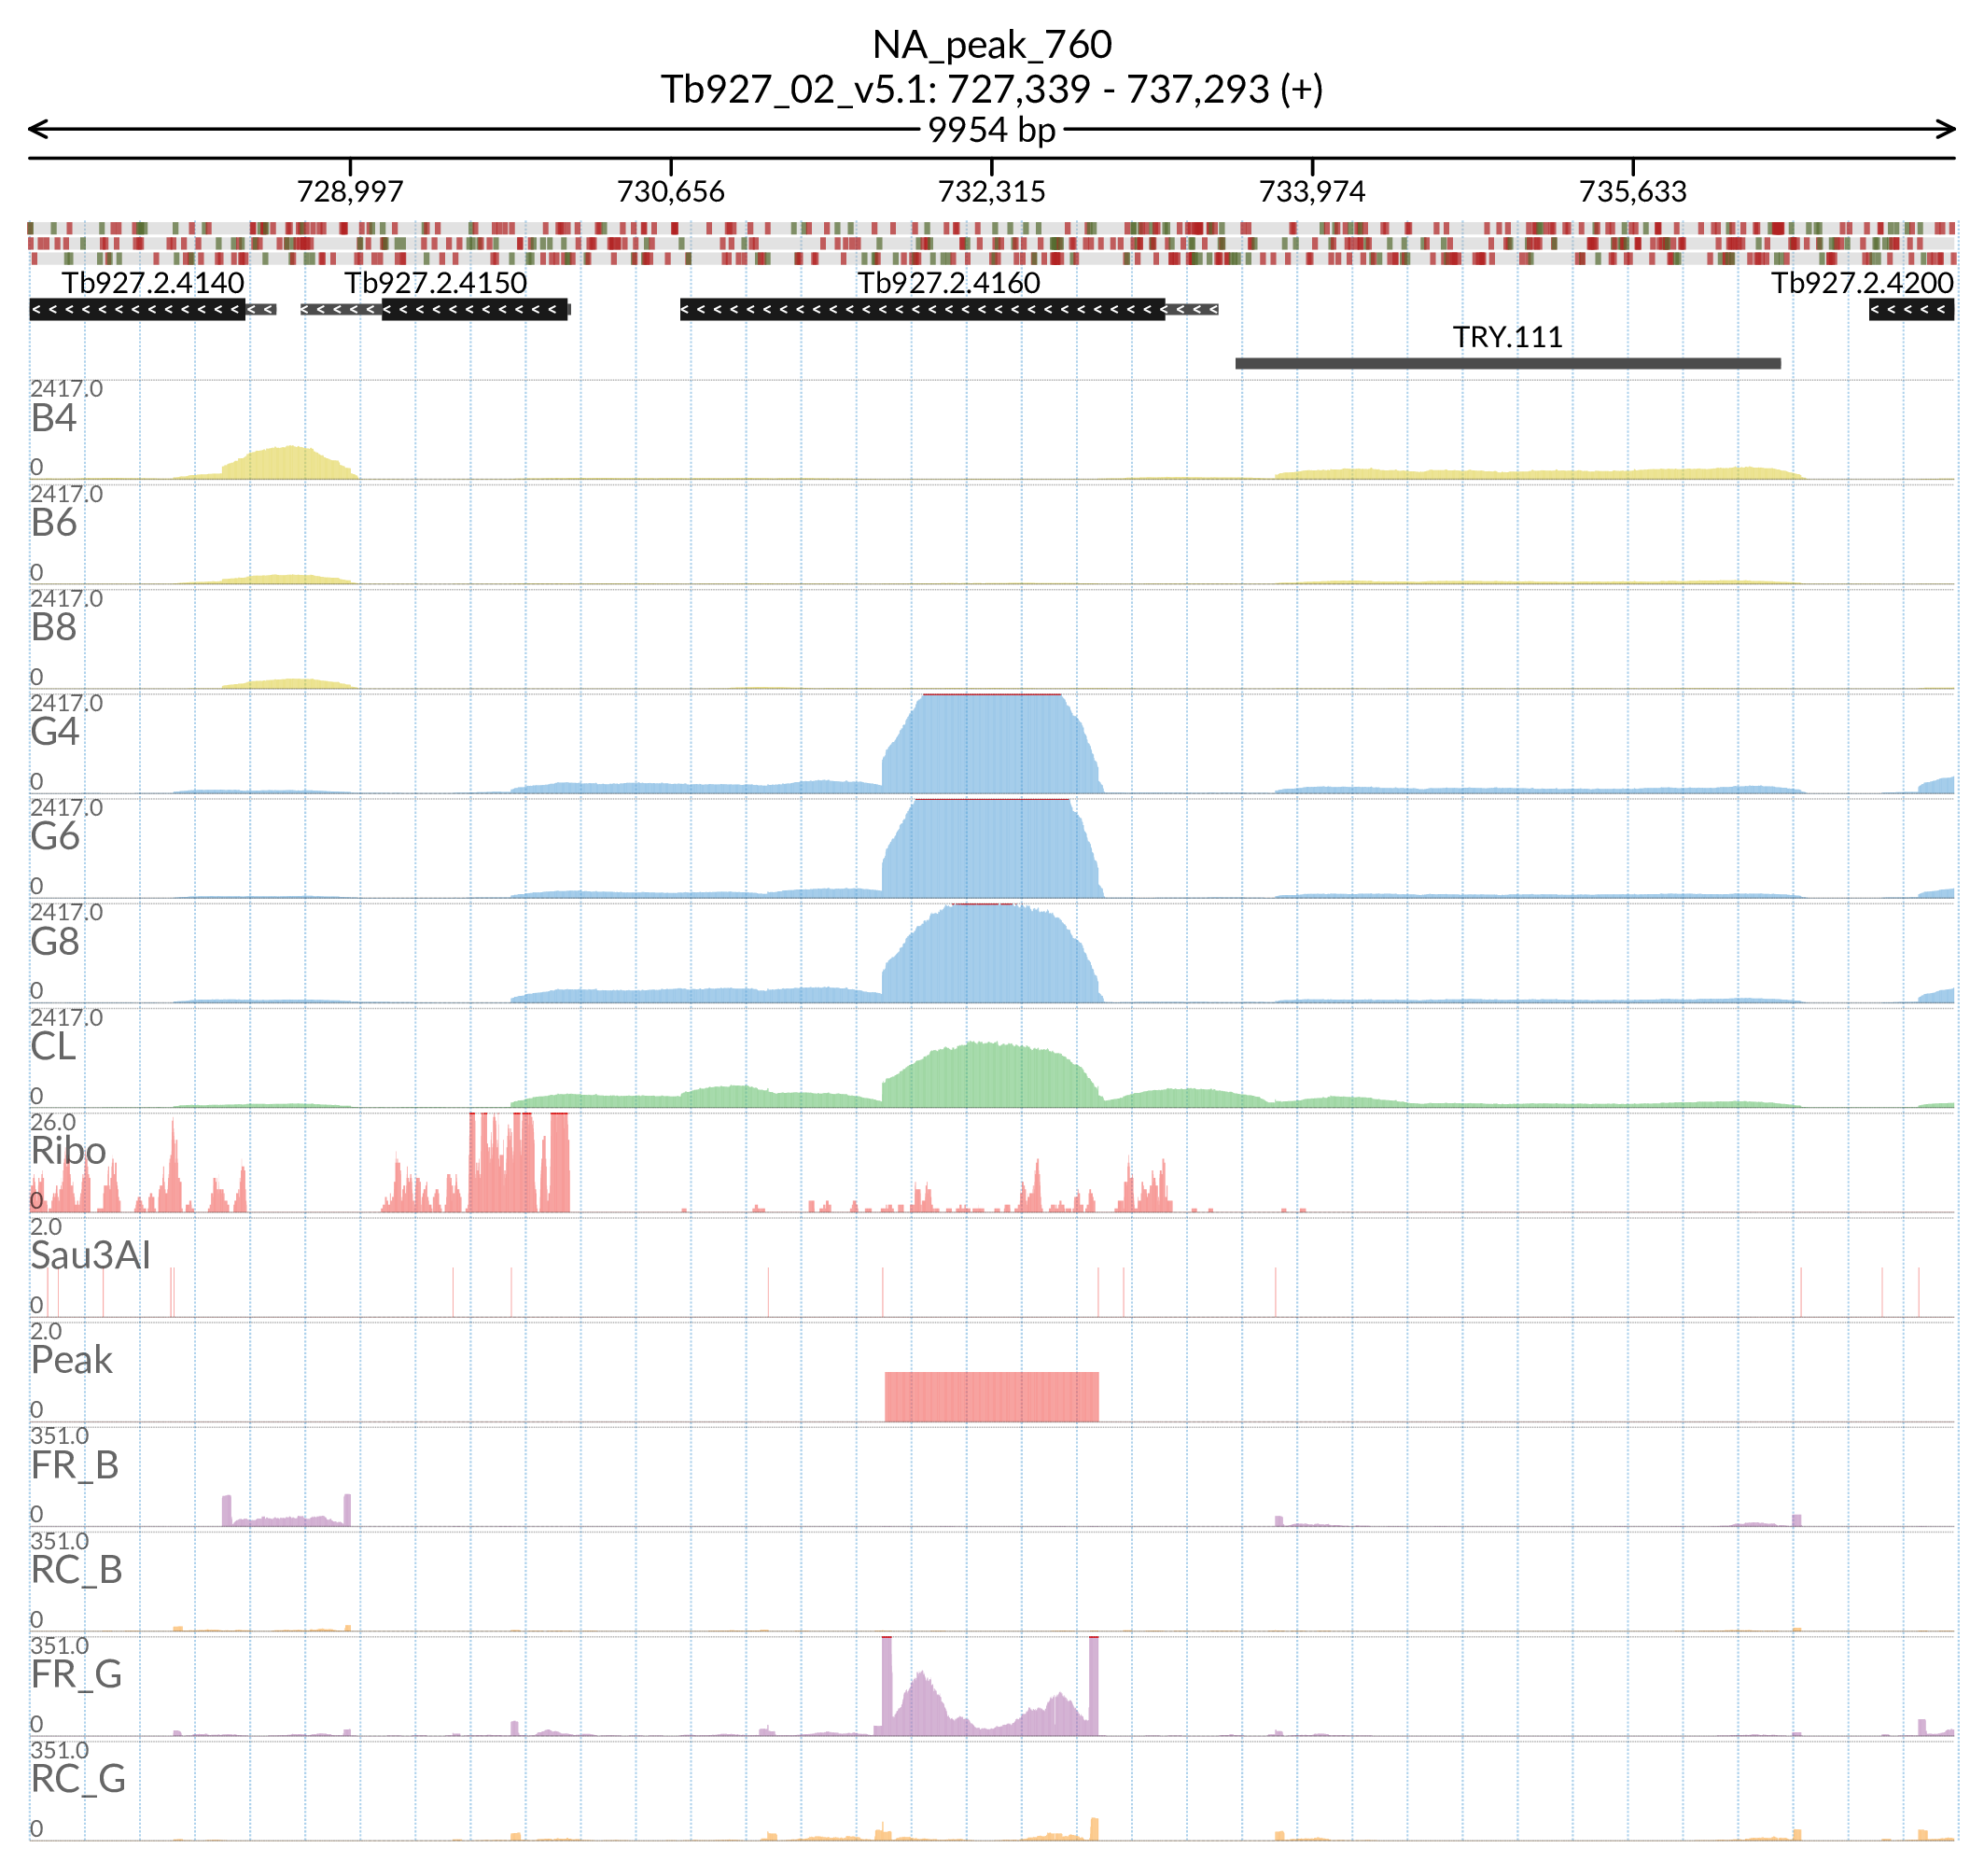 NA_peak_760
Tb927_02_v5.1: 727,339 - 737,293 (+)
9954 bp
728,997 730,656 732,315 733,974 735,633
Tb927.2.4140 Tb927.2.4150 Tb927.2.4160 Tb927.2.4200
TRY.111
2417.0
B4
0
2417.0
B6
0
2417.0
B8
0
2417.0
G4
0
2417.0
G6
0
2417.0
G8
0
2417.0
CL
0
26.0
Ribo
0
2.0
Sau3AI
0
2.0
Peak
0
351.0
FR_B
0
351.0
RC_B
0
351.0
FR_G
0
351.0
RC_G
0